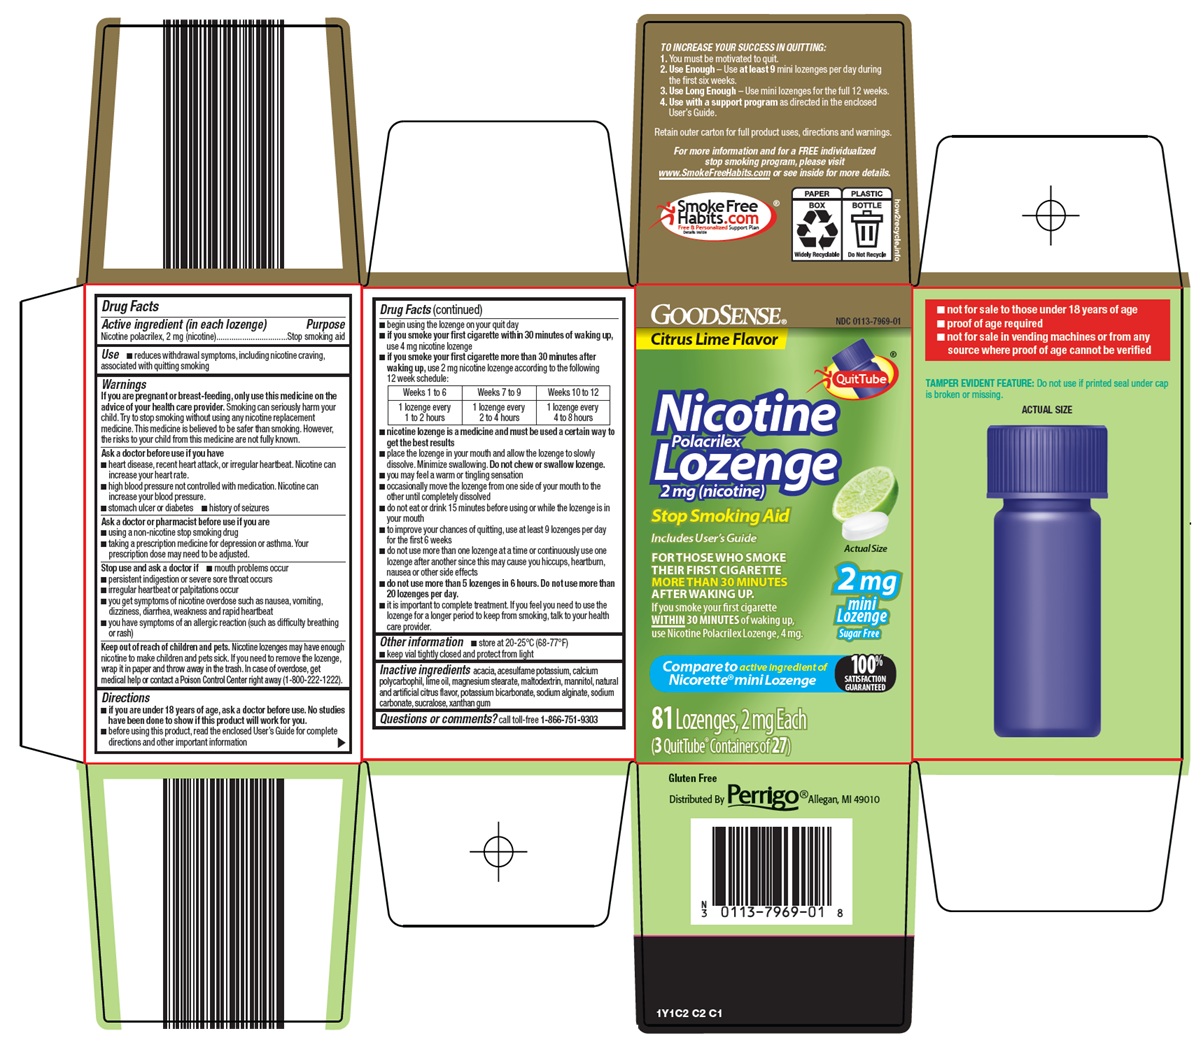 TO INCREASE YOUR SUCCESS IN QUITTING:
1. You must be motivated to quit.
2. Use Enough – Use at least 9 mini lozenges per day during
the first six weeks.
3. Use Long Enough – Use mini lozenges for the full 12 weeks.
4. Use with a support program as directed in the enclosed
User's Guide.
Retain outer carton for full product uses, directions and warnings.
For more information and for a FREE individualized
stop smoking program, please visit
www.SmokeFreeHabits.com or see inside for more details.
SmokeFree
Habits.com®
Free & Personalized Support Plan
Details Inside
PAPER
BOX
Widely Recyclable
PLASTIC
BOTTLE
Do Not Recycle
how2recycle.info
Drug Facts
Active ingredient (in each lozenge) Purpose
Nicotine polacrilex, 2 mg (nicotine)..............................Stop smoking aid
Use ■ reduces withdrawal symptoms, including nicotine craving,
associated with quitting smoking
Warnings
If you are pregnant or breast-feeding, only use this medicine on the
advice of your health care provider. Smoking can seriously harm your
child. Try to stop smoking without using any nicotine replacement
medicine. This medicine is believed to be safer than smoking. However,
the risks to your child from this medicine are not fully known.
Ask a doctor before use if you have
■ heart disease, recent heart attack, or irregular heartbeat. Nicotine can
increase your heart rate.
■ high blood pressure not controlled with medication. Nicotine can
increase your blood pressure.
■ stomach ulcer or diabetes ■ history of seizures
Ask a doctor or pharmacist before use if you are
■ using a non-nicotine stop smoking drug
■ taking a prescription medicine for depression or asthma. Your
prescription dose may need to be adjusted.
Stop use and ask a doctor if ■ mouth problems occur
■ persistent indigestion or severe sore throat occurs
■ irregular heartbeat or palpitations occur
■ you get symptoms of nicotine overdose such as nausea, vomiting,
dizziness, diarrhea, weakness and rapid heartbeat
■ you have symptoms of an allergic reaction (such as difficulty breathing
or rash)
Keep out of reach of children and pets. Nicotine lozenges may have enough
nicotine to make children and pets sick. If you need to remove the lozenge,
wrap it in paper and throw away in the trash. In case of overdose, get
medical help or contact a Poison Control Center right away (1-800-222-1222).
Directions
■ if you are under 18 years of age, ask a doctor before use. No studies
have been done to show if this product will work for you.
■ before using this product, read the enclosed User's Guide for complete
directions and other important information
Drug Facts (continued)
■ begin using the lozenge on your quit day
■ if you smoke your first cigarette within 30 minutes of waking up,
use 4 mg nicotine lozenge
■ if you smoke your first cigarette more than 30 minutes after
waking up, use 2 mg nicotine lozenge according to the following
12 week schedule:
Weeks 1 to 6 Weeks 7 to 9 Weeks 10 to 12
1 lozenge every 1 lozenge every 1 lozenge every
1 to 2 hours 2 to 4 hours 4 to 8 hours
■ nicotine lozenge is a medicine and must be used a certain way to
get the best results
■ place the lozenge in your mouth and allow the lozenge to slowly
dissolve. Minimize swallowing. Do not chew or swallow lozenge.
■ you may feel a warm or tingling sensation
■ occasionally move the lozenge from one side of your mouth to the
other until completely dissolved
■ do not eat or drink 15 minutes before using or while the lozenge is in
your mouth
■ to improve your chances of quitting, use at least 9 lozenges per day
for the first 6 weeks
■ do not use more than one lozenge at a time or continuously use one
lozenge after another since this may cause you hiccups, heartburn,
nausea or other side effects
■ do not use more than 5 lozenges in 6 hours. Do not use more than
20 lozenges per day.
■ it is important to complete treatment. If you feel you need to use the
lozenge for a longer period to keep from smoking, talk to your health
care provider.
Other information ■ store at 20-25°C (68-77°F)
■ keep vial tightly closed and protect from light
Inactive ingredients acacia, acesulfame potassium, calcium
polycarbophil, lime oil, magnesium stearate, maltodextrin, mannitol, natural
and artificial citrus flavor, potassium bicarbonate, sodium alginate, sodium
carbonate, sucralose, xanthan gum
Questions or comments? call toll-free 1-866-751-9303
GOODSENSE®
NDC 0113-7969-01
Citrus Lime Flavor
QuitTube®
Nicotine
Polacrilex
Lozenge
2 mg (nicotine)
Stop Smoking Aid
Includes User's Guide
Actual Size
FOR THOSE WHO SMOKE
THEIR FIRST CIGARETTE
MORE THAN 30 MINUTES
AFTER WAKING UP.
If you smoke your first cigarette
WITHIN 30 MINUTES of waking up,
use Nicotine Polacrilex Lozenge, 4 mg.
2 mg
mini
Lozenge
Sugar Free
Compare to active ingredient of
Nicorette® mini Lozenge
100%
SATISFACTION
GUARANTEED
81 Lozenges, 2 mg Each
(3 QuitTube® Containers of 27)
■ not for sale to those under 18 years of age
■ proof of age required
■ not for sale in vending machines or from any
source where proof of age cannot be verified
TAMPER EVIDENT FEATURE: Do not use if printed seal under cap
is broken or missing.
ACTUAL SIZE
Gluten Free
Distributed By Perrigo® Allegan, MI 49010
N
3 0113-7969-01 8
1Y1C2 C2 C1